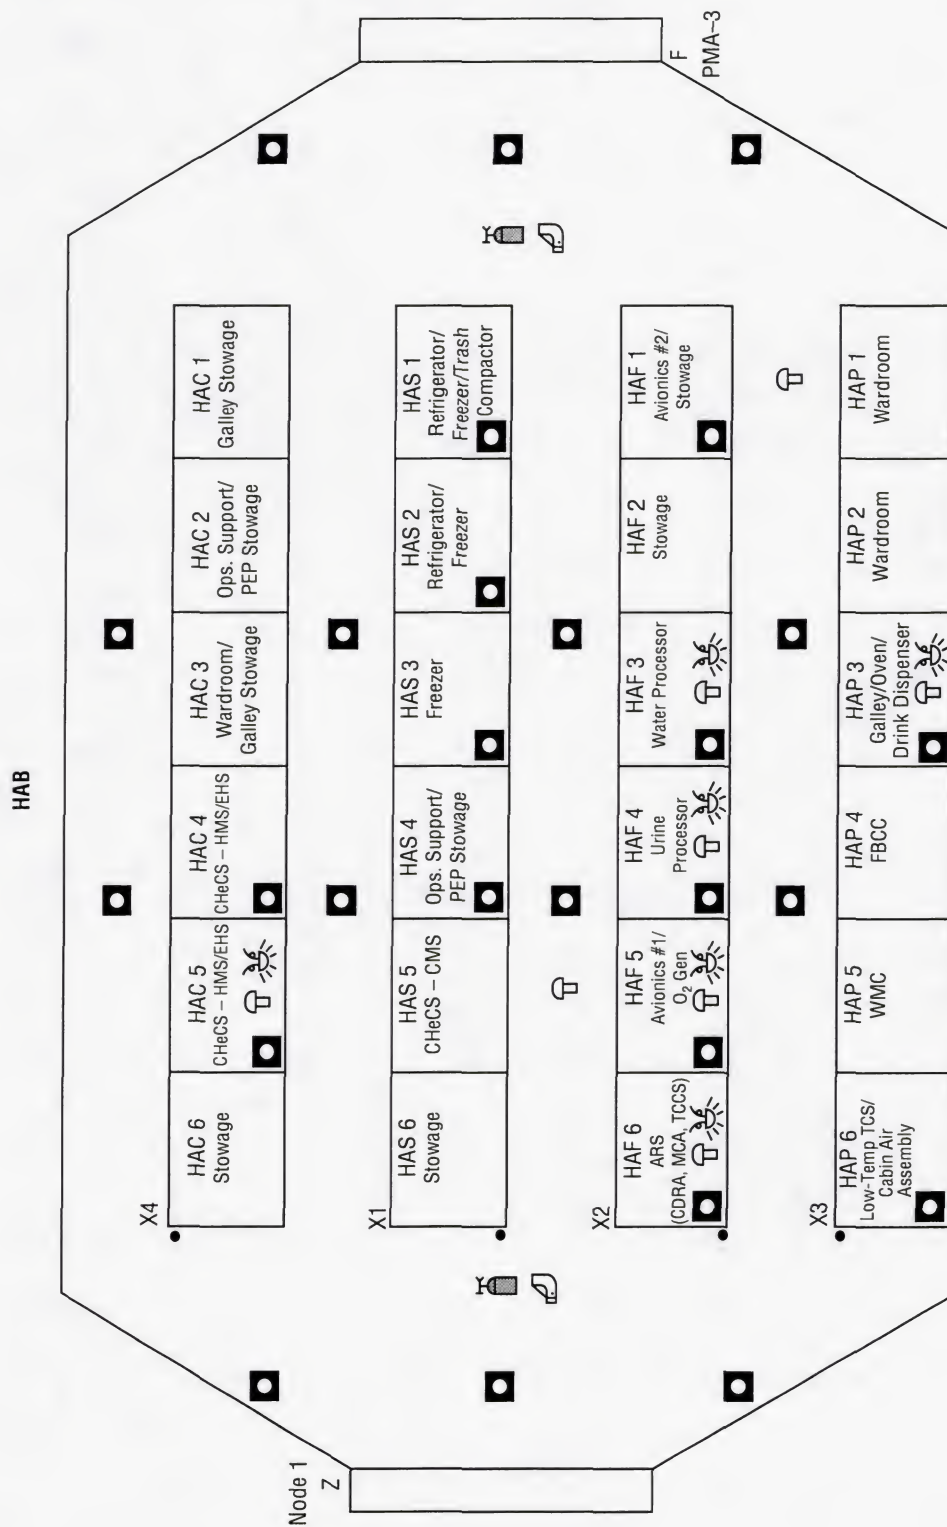 HAB
Node 1
Z
F
PMA–3
X4
HAC 6
Stowage
HAC 5
CHeCS – HMS/EHS
HAC 4
CHeCS – HMS/EHS
HAC 3
Wardroom/
Galley Stowage
HAC 2
Ops. Support/
PEP Stowage
HAC 1
Galley Stowage
X1
HAS 6
Stowage
HAS 5
CHeCS – CMS
HAS 4
Ops. Support/
PEP Stowage
HAS 3
Freezer
HAS 2
Refrigerator/
Freezer
HAS 1
Refrigerator/
Freezer/Trash
Compactor
X2
HAF 6
ARS
(CDRA, MCA, TCCS)
HAF 5
Avionics #1/
O2 Gen
HAF 4
Urine
Processor
HAF 3
Water Processor
HAF 2
Stowage
HAF 1
Avionics #2/
Stowage
X3
HAP 6
Low-Temp TCS/
Cabin Air
Assembly
HAP 5
WMC
HAP 4
FBCC
HAP 3
Galley/Oven/
Drink Dispenser
HAP 2
Wardroom
HAP 1
Wardroom